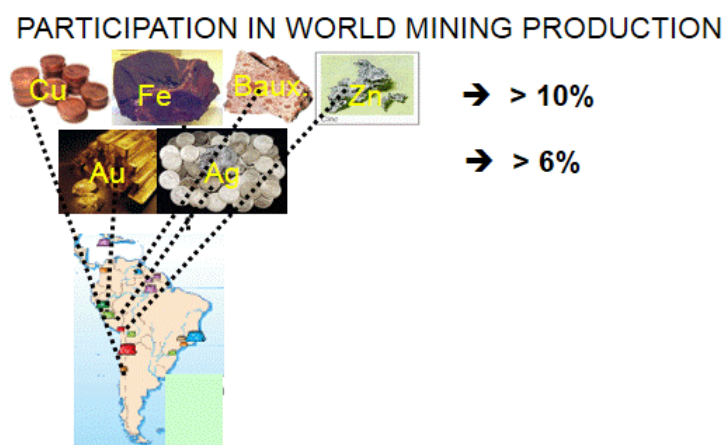 PARTICIPATION IN WORLD MINING PRODUCTION
Cu Fe Baux Zn ➔ > 10%
Au Ag ➔ > 6%